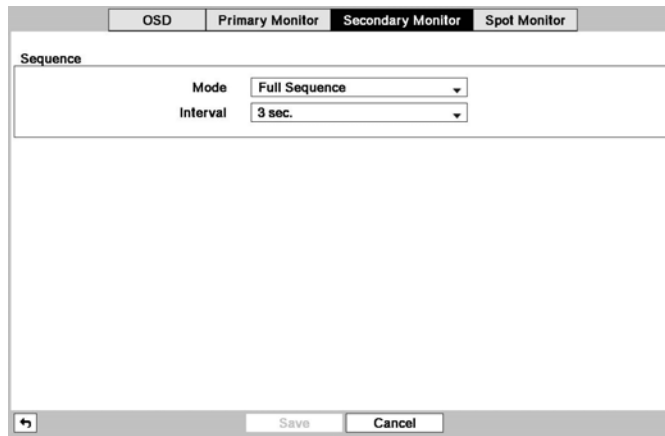 OSD Primary Monitor Secondary Monitor Spot Monitor
Sequence
Mode Full Sequence
Interval 3 sec.
Save Cancel